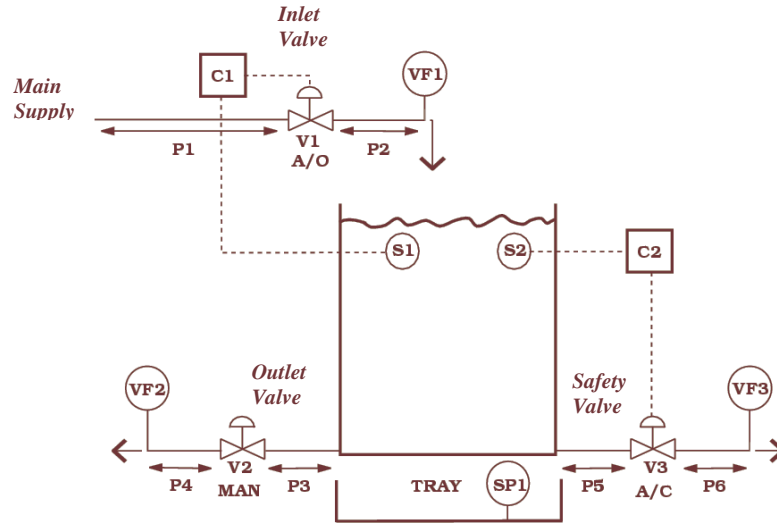 Inlet
Valve
C1
VF1
Main
Supply
V1
A/O
P1
P2
S1
S2
C2
Outlet
Valve
Safety
Valve
VF2
VF3
V2
MAN
P4
P3
TRAY
SP1
P5
V3
A/C
P6